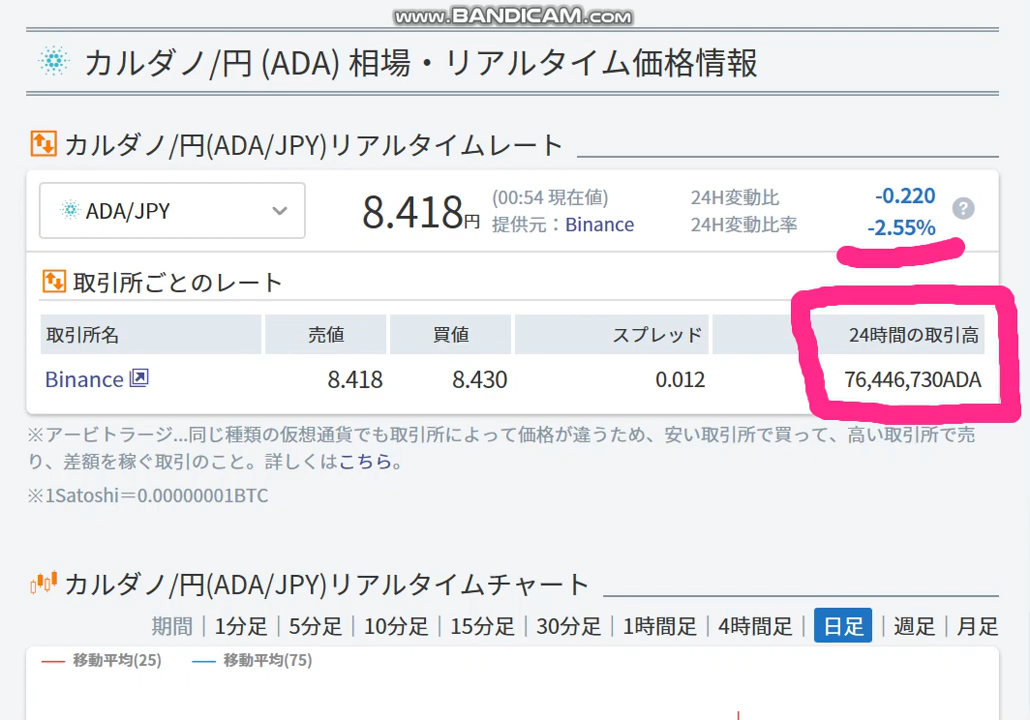 www.BANDICAM.com
カルダノ/円 (ADA) 相場・リアルタイム価格情報
カルダノ/円(ADA/JPY)リアルタイムレート
ADA/JPY
8.418円
(00:54 現在値)
提供元：Binance
24H変動比 -0.220
24H変動比率 -2.55%
?
取引所ごとのレート
取引所名 売値 買値 スプレッド 24時間の取引高
Binance 8.418 8.430 0.012 76,446,730ADA
※アービトラージ...同じ種類の仮想通貨でも取引所によって価格が違うため、安い取引所で買って、高い取引所で売
り、差額を稼ぐ取引のこと。詳しくはこちら。
※1Satoshi＝0.00000001BTC
カルダノ/円(ADA/JPY)リアルタイムチャート
期間 | 1分足 | 5分足 | 10分足 | 15分足 | 30分足 | 1時間足 | 4時間足 | 日足 | 週足 | 月足
移動平均(25) 移動平均(75)